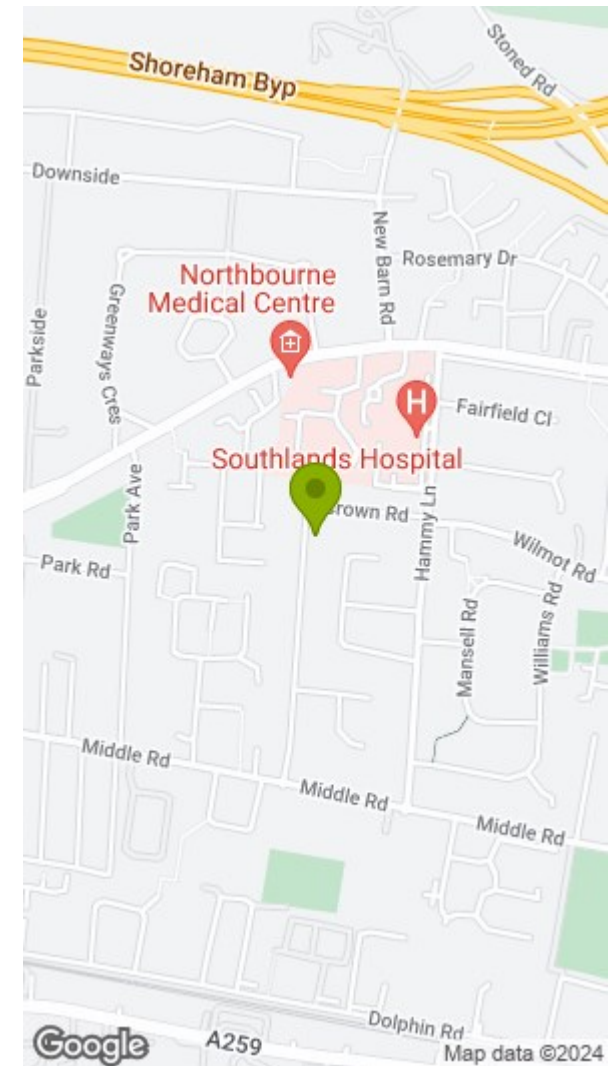 Shoreham Byp
Stoned Rd
Downside
New Barn Rd
Rosemary Dr
Northbourne
Medical Centre
Greenways Cres
Parkside
H
Fairfield Cl
Southlands Hospital
Park Ave
Brown Rd
Hammy Ln
Wilmot Rd
Park Rd
Mansell Rd
Williams Rd
Middle Rd
Middle Rd
Middle Rd
Dolphin Rd
A259
Google
Map data ©2024